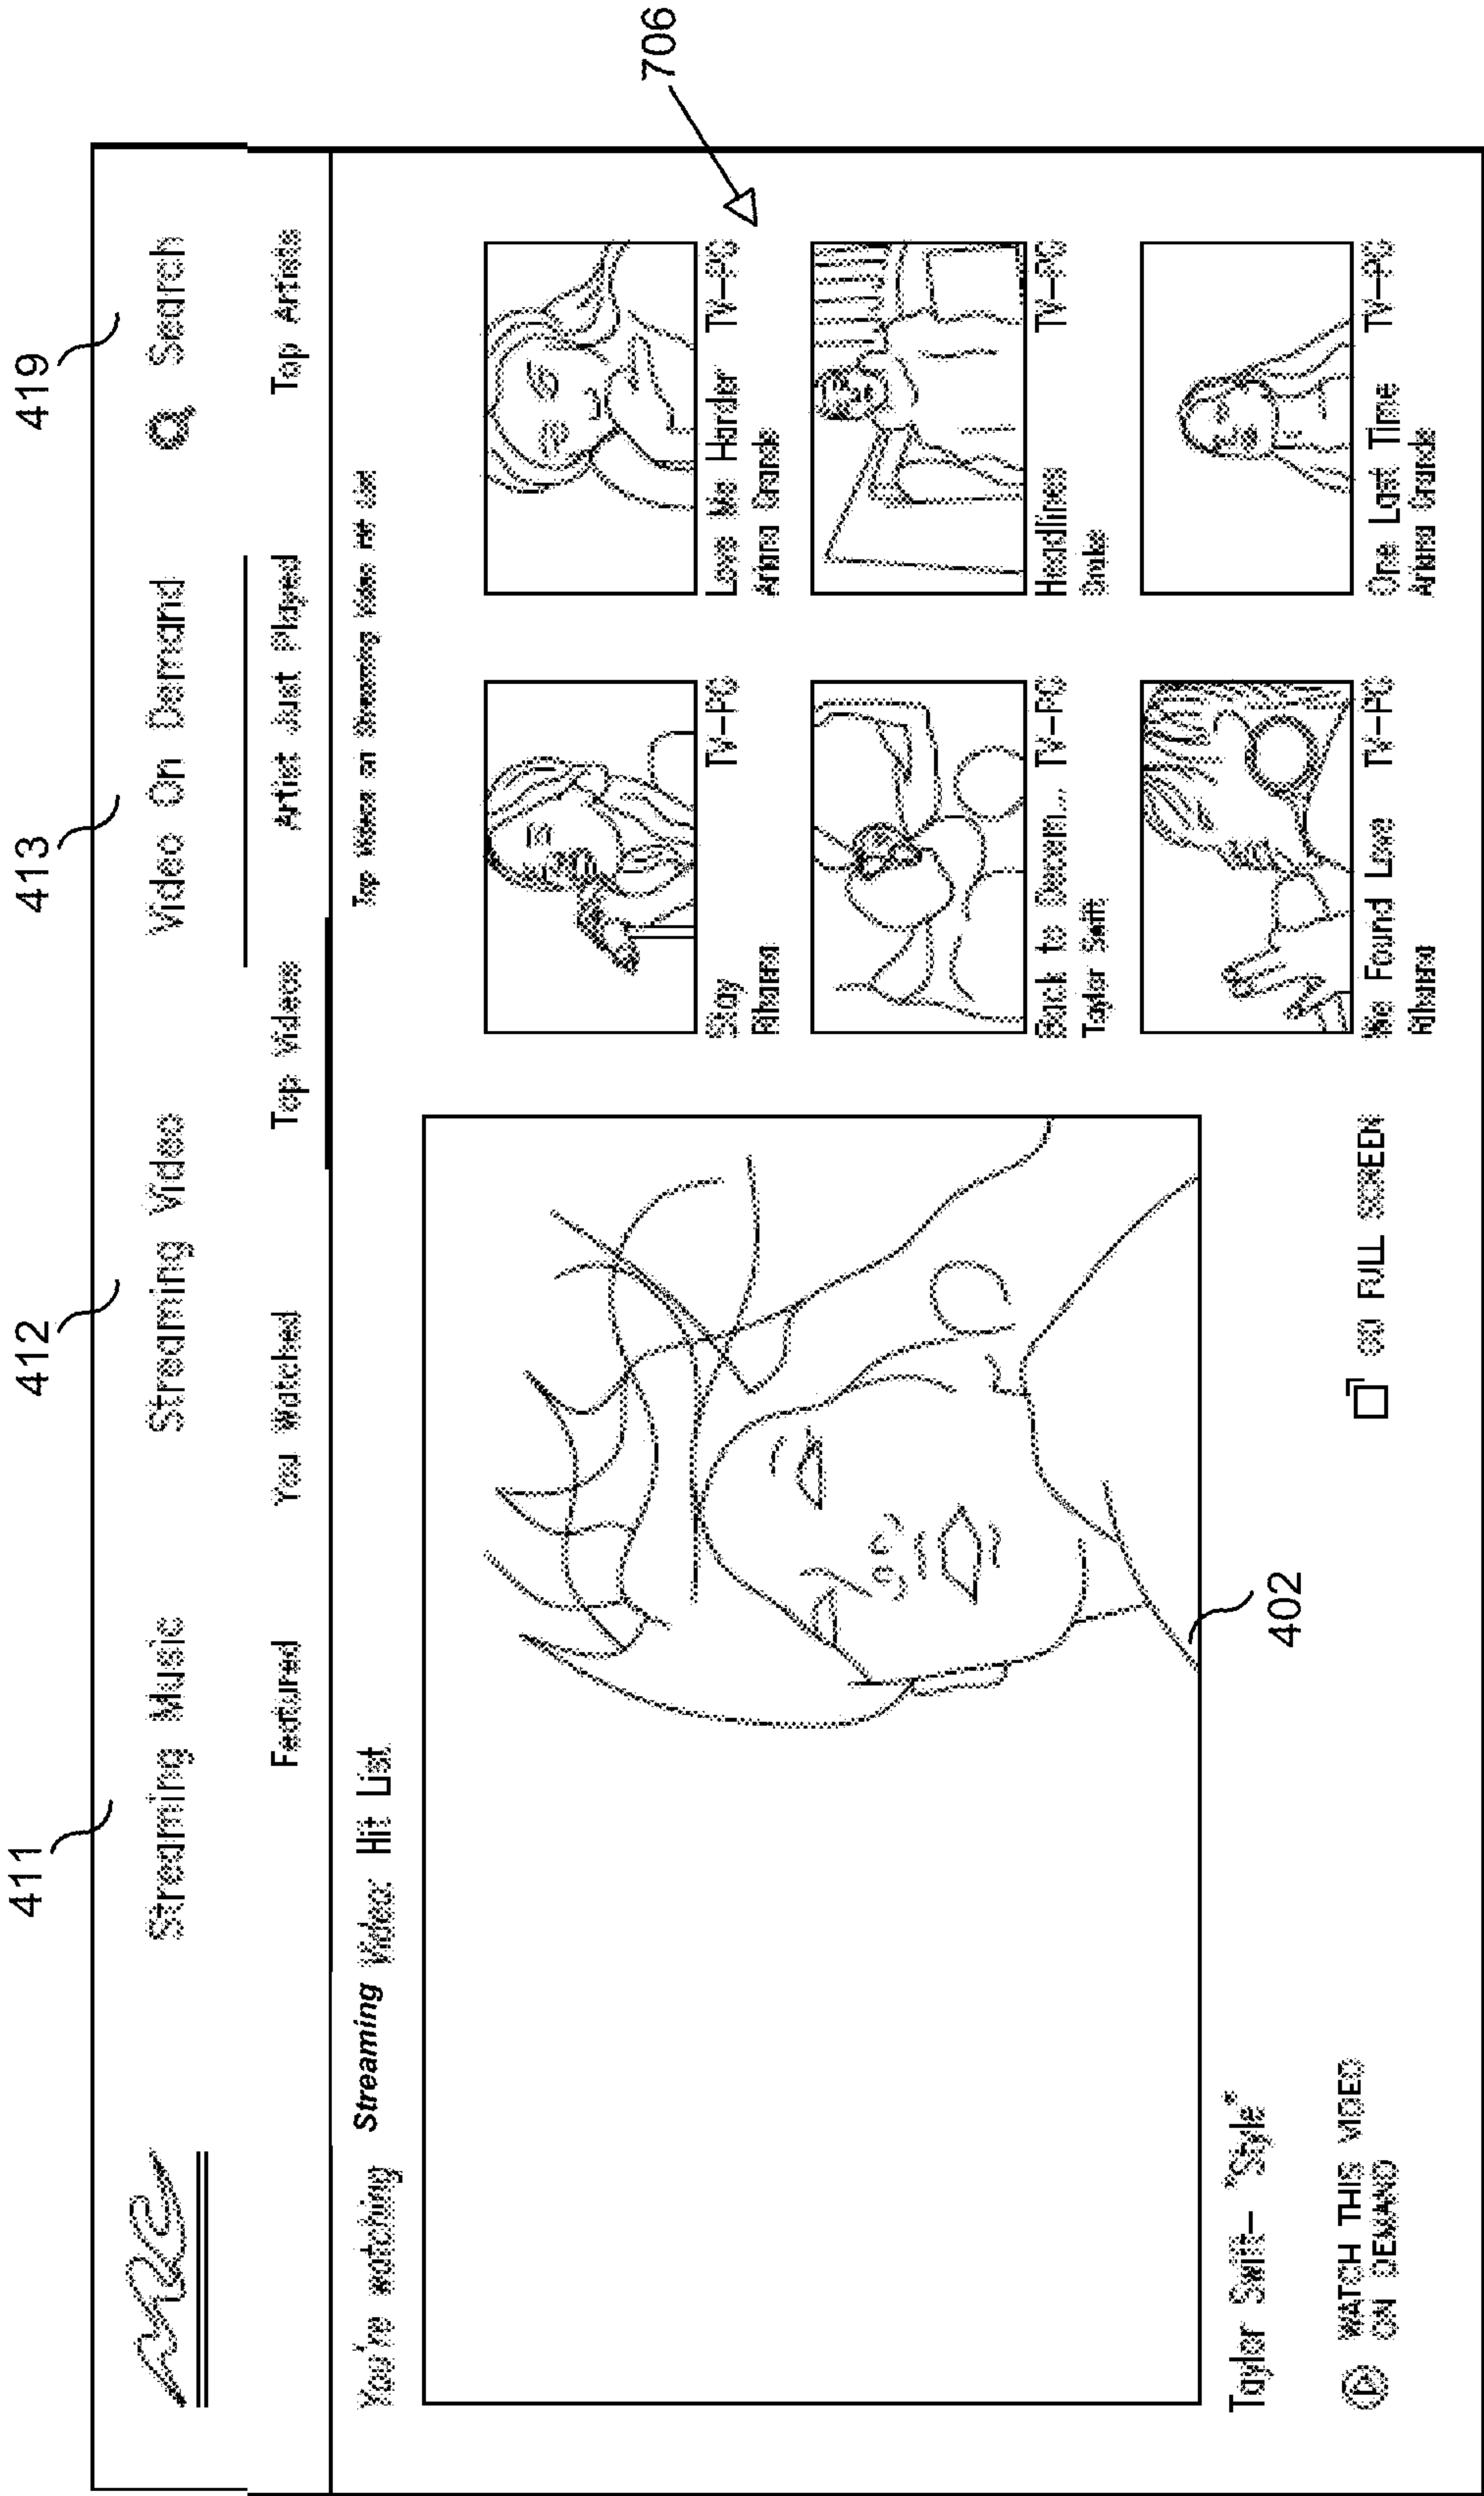 411
412
413
419
Streaming Music
Streaming Video
Video On Demand
Search
Featured
You Watched
Top Videos
Artist Just Played
Top Artists
You're watching Streaming Video: Hit List
Top Videos on Streaming Video Hit List
706
Stay TV-PG
Rihanna
Love Me Harder TV-PG
Ariana Grande
Back to Decem... TV-PG
Taylor Swift
Headlines TV-PG
Drake
We Found Love TV-PG
Rihanna
One Last Time TV-PG
Ariana Grande
402
Taylor Swift- "Style"
WATCH THIS VIDEO
ON DEMAND
GO FULL SCREEN